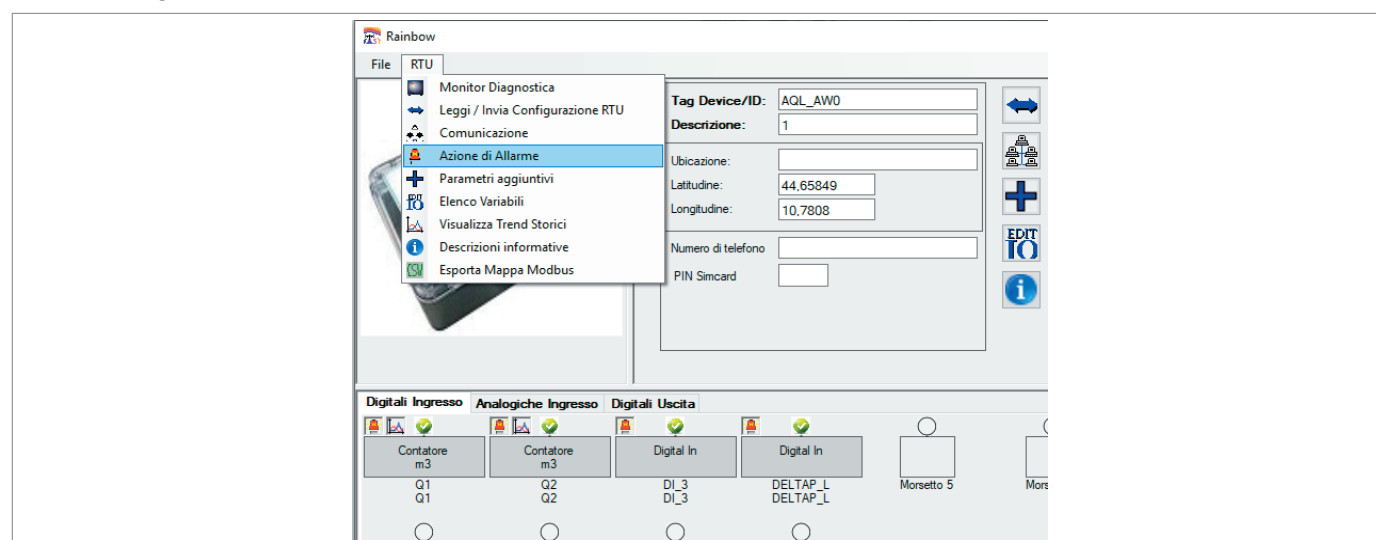 Rainbow
File RTU
Monitor Diagnostica
Leggi / Invia Configurazione RTU
Comunicazione
Azione di Allarme
Parametri aggiuntivi
Elenco Variabili
Visualizza Trend Storici
Descrizioni informative
Esporta Mappa Modbus
Tag Device/ID: AQL_AW0
Descrizione: 1
Ubicazione:
Latitudine: 44,65849
Longitudine: 10,7808
Numero di telefono
PIN Simcard
EDIT
IO
Digitali Ingresso Analogiche Ingresso Digitali Uscita
Contatore Contatore Digital In Digital In
m3 m3
Q1 Q2 DI_3 DELTAP_L Morsetto 5 Mors
Q1 Q2 DI_3 DELTAP_L